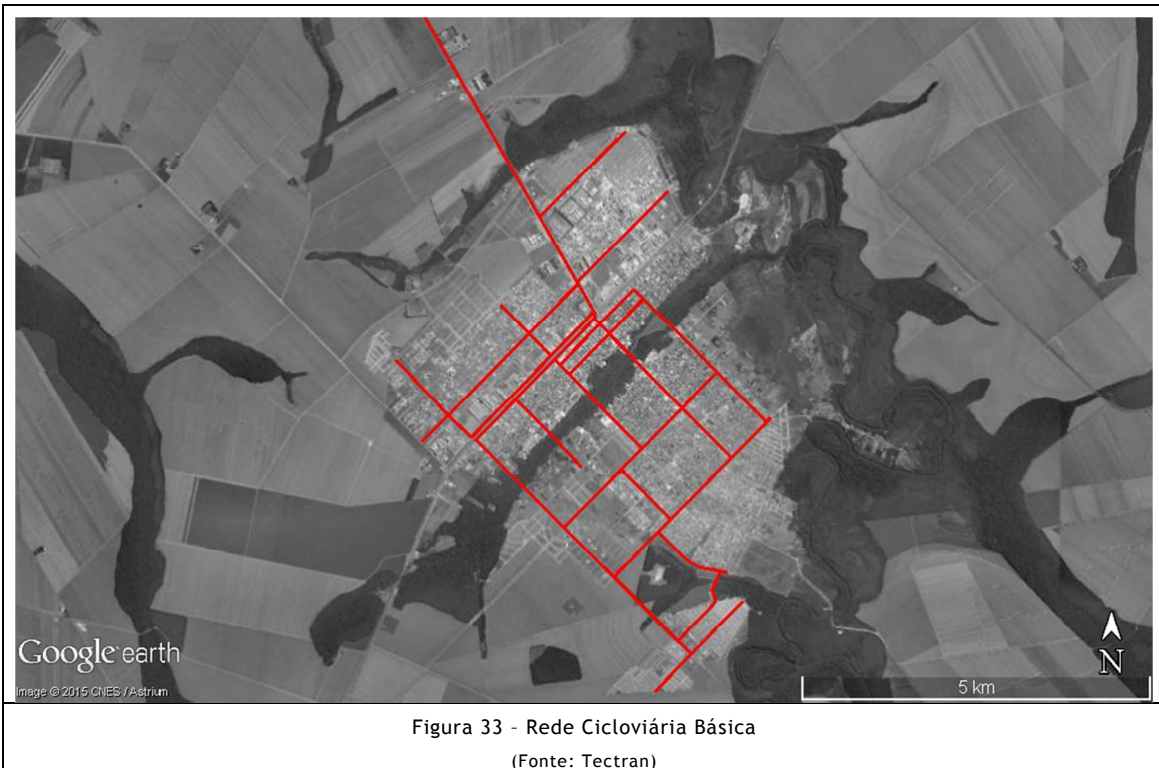 Google earth
Image © 2015 CNES / Astrium
N
5 km
Figura 33 – Rede Cicloviária Básica
(Fonte: Tectran)